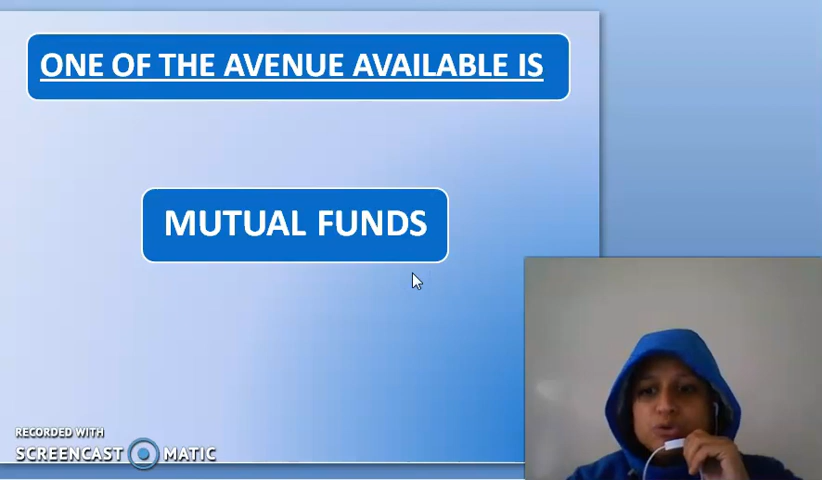 ONE OF THE AVENUE AVAILABLE IS
MUTUAL FUNDS
RECORDED WITH
SCREENCAST MATIC